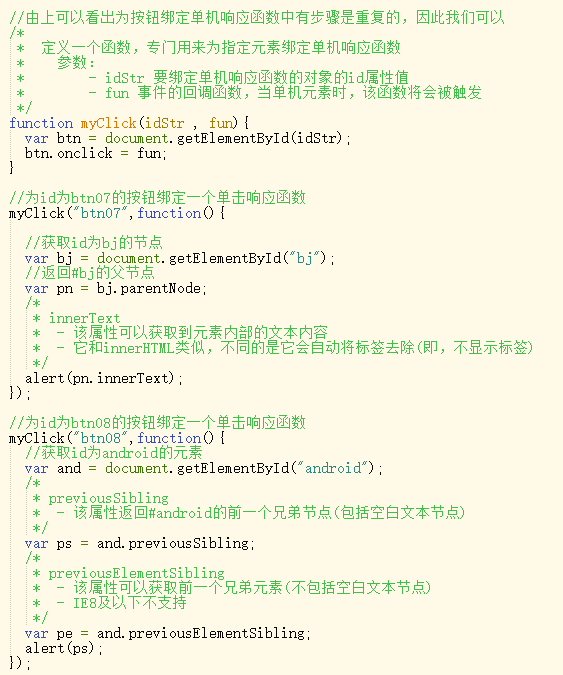 //由上可以看出为按钮绑定单机响应函数中有步骤是重复的，因此我们可以
/*
 *  定义一个函数，专门用来为指定元素绑定单机响应函数
 *    参数：
 *        - idStr 要绑定单机响应函数的对象的id属性值
 *        - fun 事件的回调函数，当单机元素时，该函数将会被触发
 */
function myClick(idStr , fun){
  var btn = document.getElementById(idStr);
  btn.onclick = fun;
}
//为id为btn07的按钮绑定一个单击响应函数
myClick("btn07",function(){
  //获取id为bj的节点
  var bj = document.getElementById("bj");
  //返回#bj的父节点
  var pn = bj.parentNode;
  /*
   * innerText
   *  - 该属性可以获取到元素内部的文本内容
   *  - 它和innerHTML类似，不同的是它会自动将标签去除(即，不显示标签)
   */
  alert(pn.innerText);
});
//为id为btn08的按钮绑定一个单击响应函数
myClick("btn08",function(){
  //获取id为android的元素
  var and = document.getElementById("android");
  /*
   * previousSibling
   *  - 该属性返回#android的前一个兄弟节点(包括空白文本节点)
   */
  var ps = and.previousSibling;
  /*
   * previousElementSibling
   *  - 该属性可以获取前一个兄弟元素(不包括空白文本节点)
   *  - IE8及以下不支持
   */
  var pe = and.previousElementSibling;
  alert(ps);
});